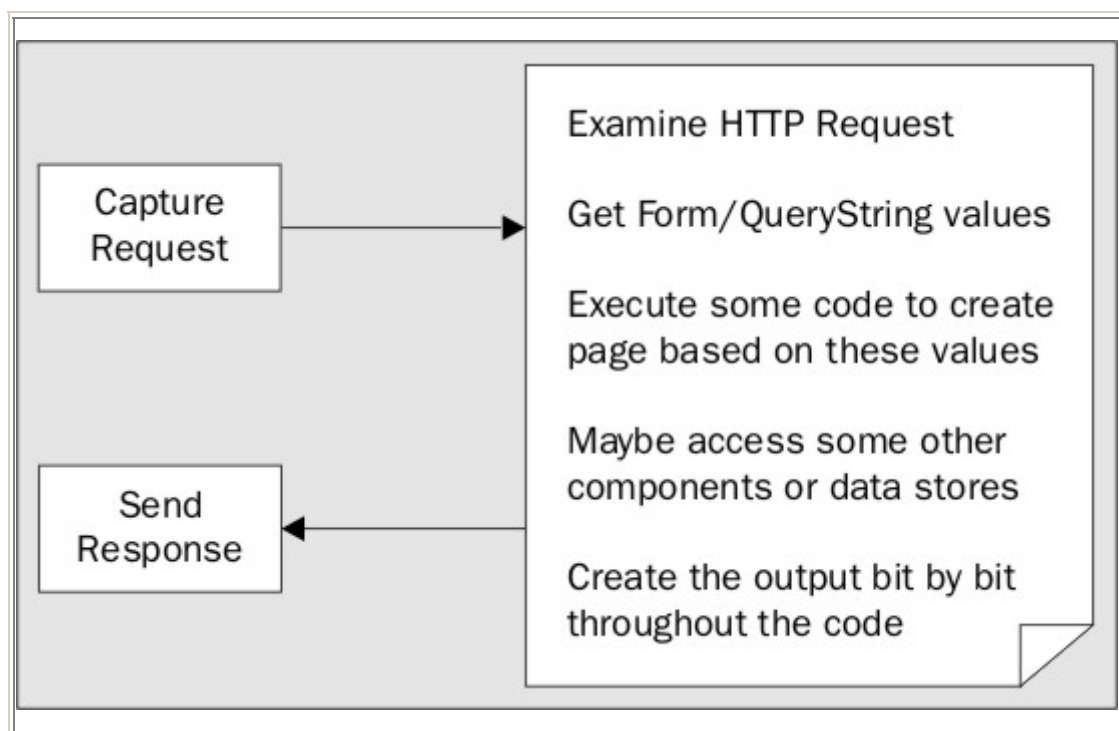 Capture
Request
Send
Response
Examine HTTP Request
Get Form/QueryString values
Execute some code to create
page based on these values
Maybe access some other
components or data stores
Create the output bit by bit
throughout the code